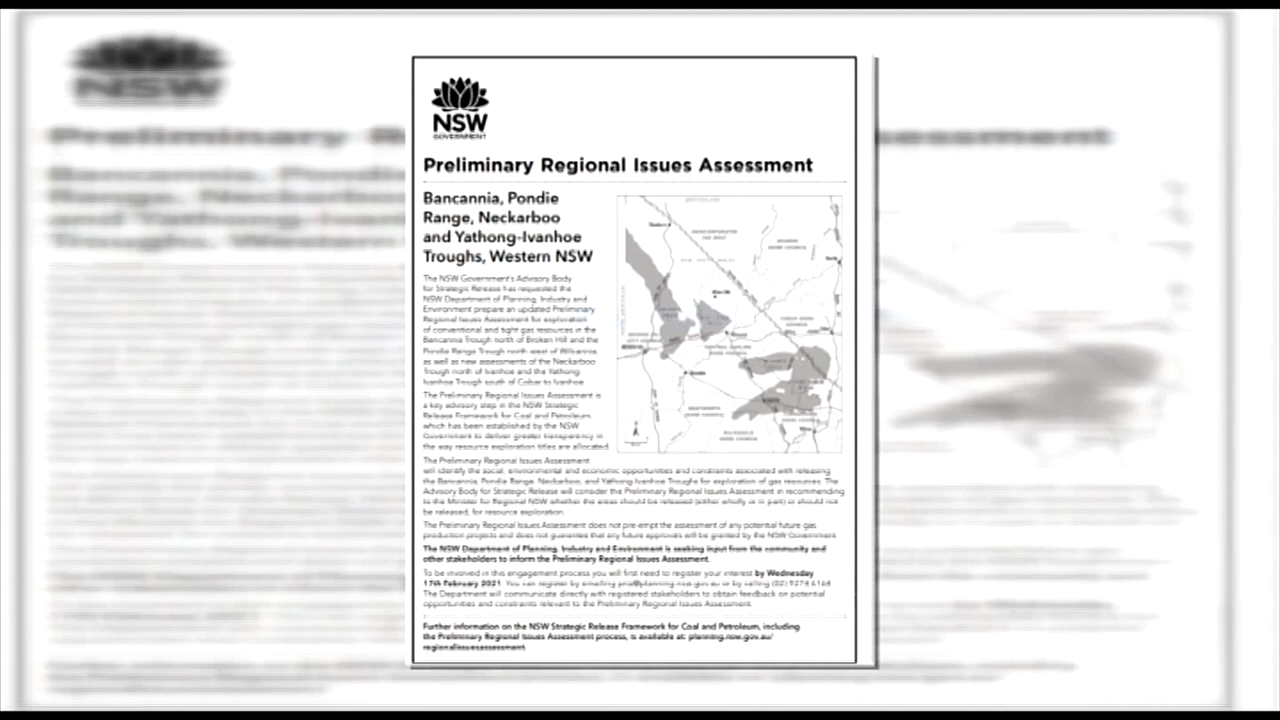 NSW
GOVERNMENT
Preliminary Regional Issues Assessment
Bancannia, Pondie
Range, Neckarboo
and Yathong-Ivanhoe
Troughs, Western NSW
The NSW Government's Advisory Body
for Strategic Release has requested the
NSW Department of Planning, Industry and
Environment prepare an updated Preliminary
Regional Issues Assessment for exploration
of conventional and tight gas resources in the
Bancannia Trough north of Broken Hill and the
Pondie Range Trough north west of Wilcannia,
as well as new assessments of the Neckarboo
Trough north of Ivanhoe and the Yathong
Ivanhoe Trough south of Cobar to Ivanhoe
The Preliminary Regional Issues Assessment is
a key advisory step in the NSW Strategic
Release Framework for Coal and Petroleum,
which has been established by the NSW
Government to deliver greater transparency in
the way resource exploration titles are allocated.
The Preliminary Regional Issues Assessment
will identify the social, environmental and economic opportunities and constraints associated with releasing
the Bancannia, Pondie Range, Neckarboo, and Yathong Ivanhoe Troughs for exploration of gas resources. The
Advisory Body for Strategic Release will consider the Preliminary Regional Issues Assessment in recommending
to the Minister for Regional NSW whether the areas should be released (either wholly or in part) or should not
be released, for resource exploration.
The Preliminary Regional Issues Assessment does not pre-empt the assessment of any potential future gas
production projects and does not guarantee that any future approvals will be granted by the NSW Government
The NSW Department of Planning, Industry and Environment is seeking input from the community and
other stakeholders to inform the Preliminary Regional Issues Assessment.
To be involved in this engagement process you will first need to register your interest by Wednesday
17th February 2021. You can register by emailing or by calling (02)
The Department will communicate directly with registered stakeholders to obtain feedback on potential
opportunities and constraints relevant to the Preliminary Regional Issues Assessment.
Further information on the NSW Strategic Release Framework for Coal and Petroleum, including
the Preliminary Regional Issues Assessment process, is available at: planning.nsw.gov.au/
regionalissuesassessment